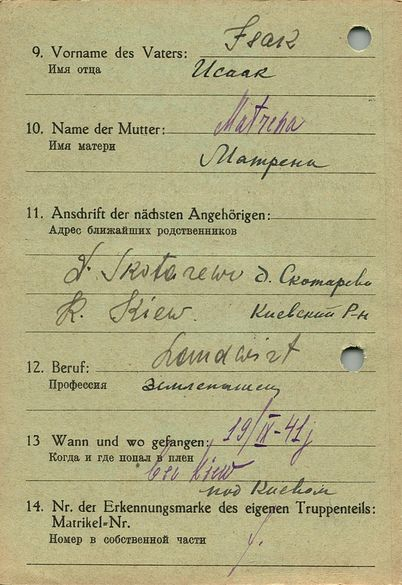 9. Vorname des Vaters: Isak
Имя отца Исаак
10. Name der Mutter: Matrena
Имя матери
Матрена
11. Anschrift der nächsten Angehörigen:
Адрес ближайших родственников
D. Skotarewo д. Скотарево
R. Kiew. Киевский Р-н
12. Beruf: Landwirt
Профессия
13 Wann und wo gefangen: 19/IX-41j
Когда и где попал в плен
bei Kiew
под Киевом
14. Nr. der Erkennungsmarke des eigenen Truppenteils:
Matrikel-Nr.
Номер в собственной части